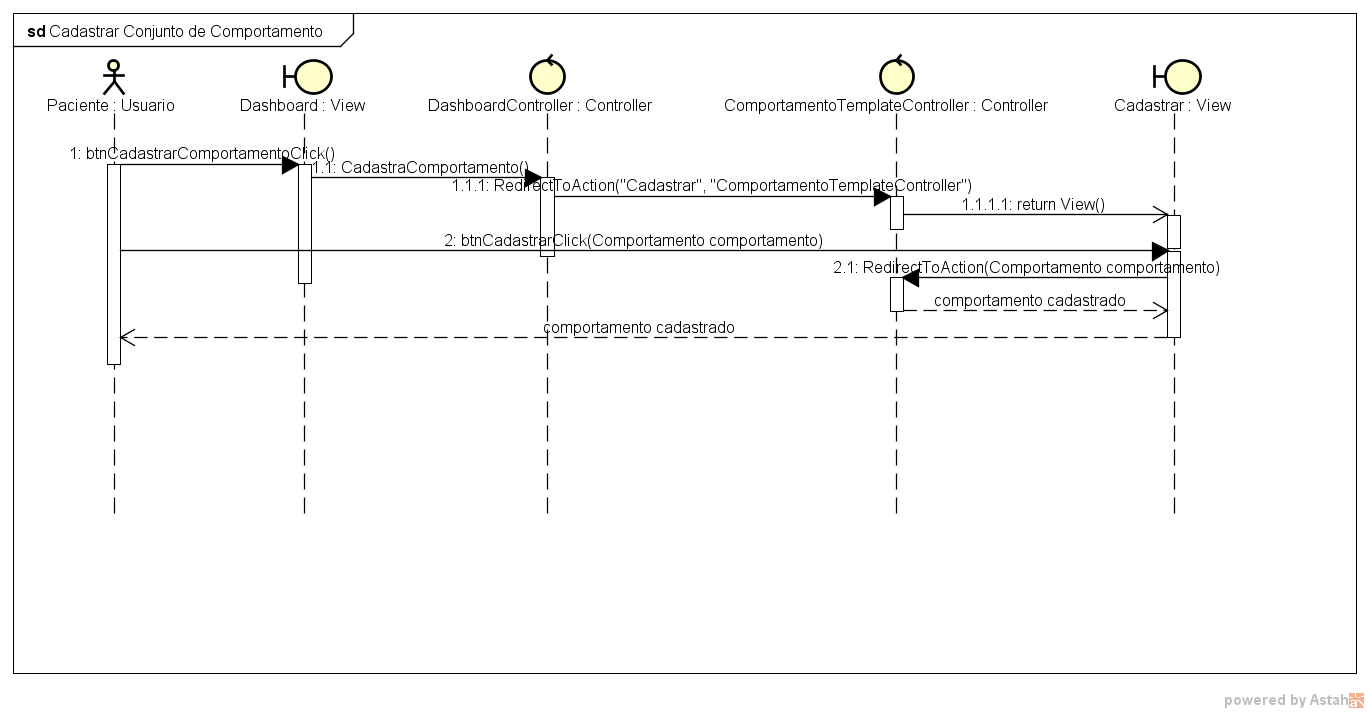 sd Cadastrar Conjunto de Comportamento
Paciente : Usuario
Dashboard : View
DashboardController : Controller
ComportamentoTemplateController : Controller
Cadastrar : View
1: btnCadastrarComportamentoClick()
1.1: CadastraComportamento()
1.1.1: RedirectToAction("Cadastrar", "ComportamentoTemplateController")
1.1.1.1: return View()
2: btnCadastrarClick(Comportamento comportamento)
2.1: RedirectToAction(Comportamento comportamento)
comportamento cadastrado
comportamento cadastrado
powered by Astah